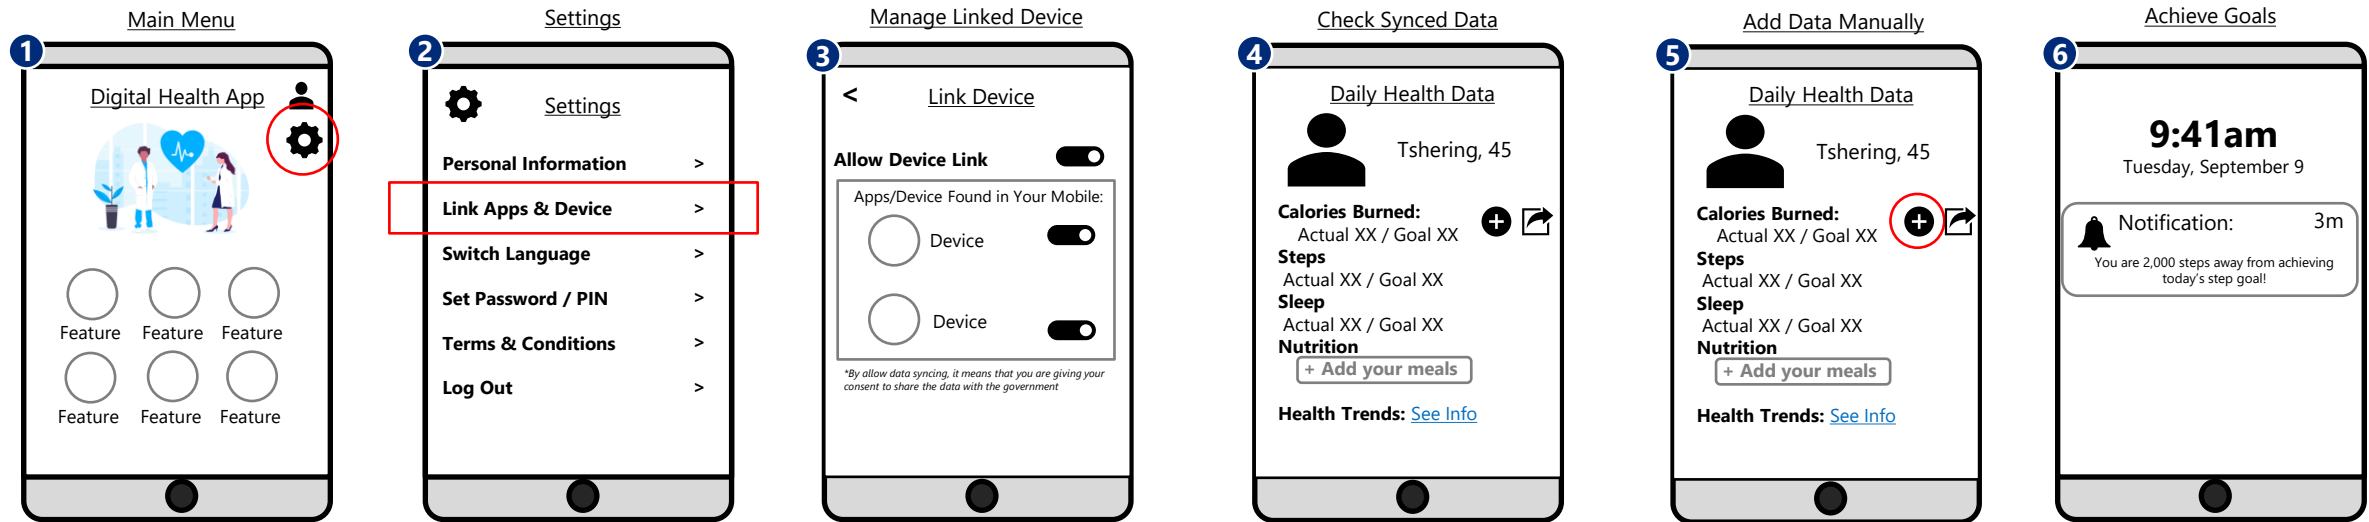 Main Menu
1
Digital Health App
Feature Feature Feature
Feature Feature Feature
Settings
2
Settings
Personal Information >
Link Apps & Device >
Switch Language >
Set Password / PIN >
Terms & Conditions >
Log Out >
Manage Linked Device
3
< Link Device
Allow Device Link
Apps/Device Found in Your Mobile:
Device
Device
*By allow data syncing, it means that you are giving your
consent to share the data with the government
Check Synced Data
4
Daily Health Data
Tshering, 45
Calories Burned:
Actual XX / Goal XX
Steps
Actual XX / Goal XX
Sleep
Actual XX / Goal XX
Nutrition
+ Add your meals
Health Trends: See Info
Add Data Manually
5
Daily Health Data
Tshering, 45
Calories Burned:
Actual XX / Goal XX
Steps
Actual XX / Goal XX
Sleep
Actual XX / Goal XX
Nutrition
+ Add your meals
Health Trends: See Info
Achieve Goals
6
9:41am
Tuesday, September 9
Notification: 3m
You are 2,000 steps away from achieving
today's step goal!